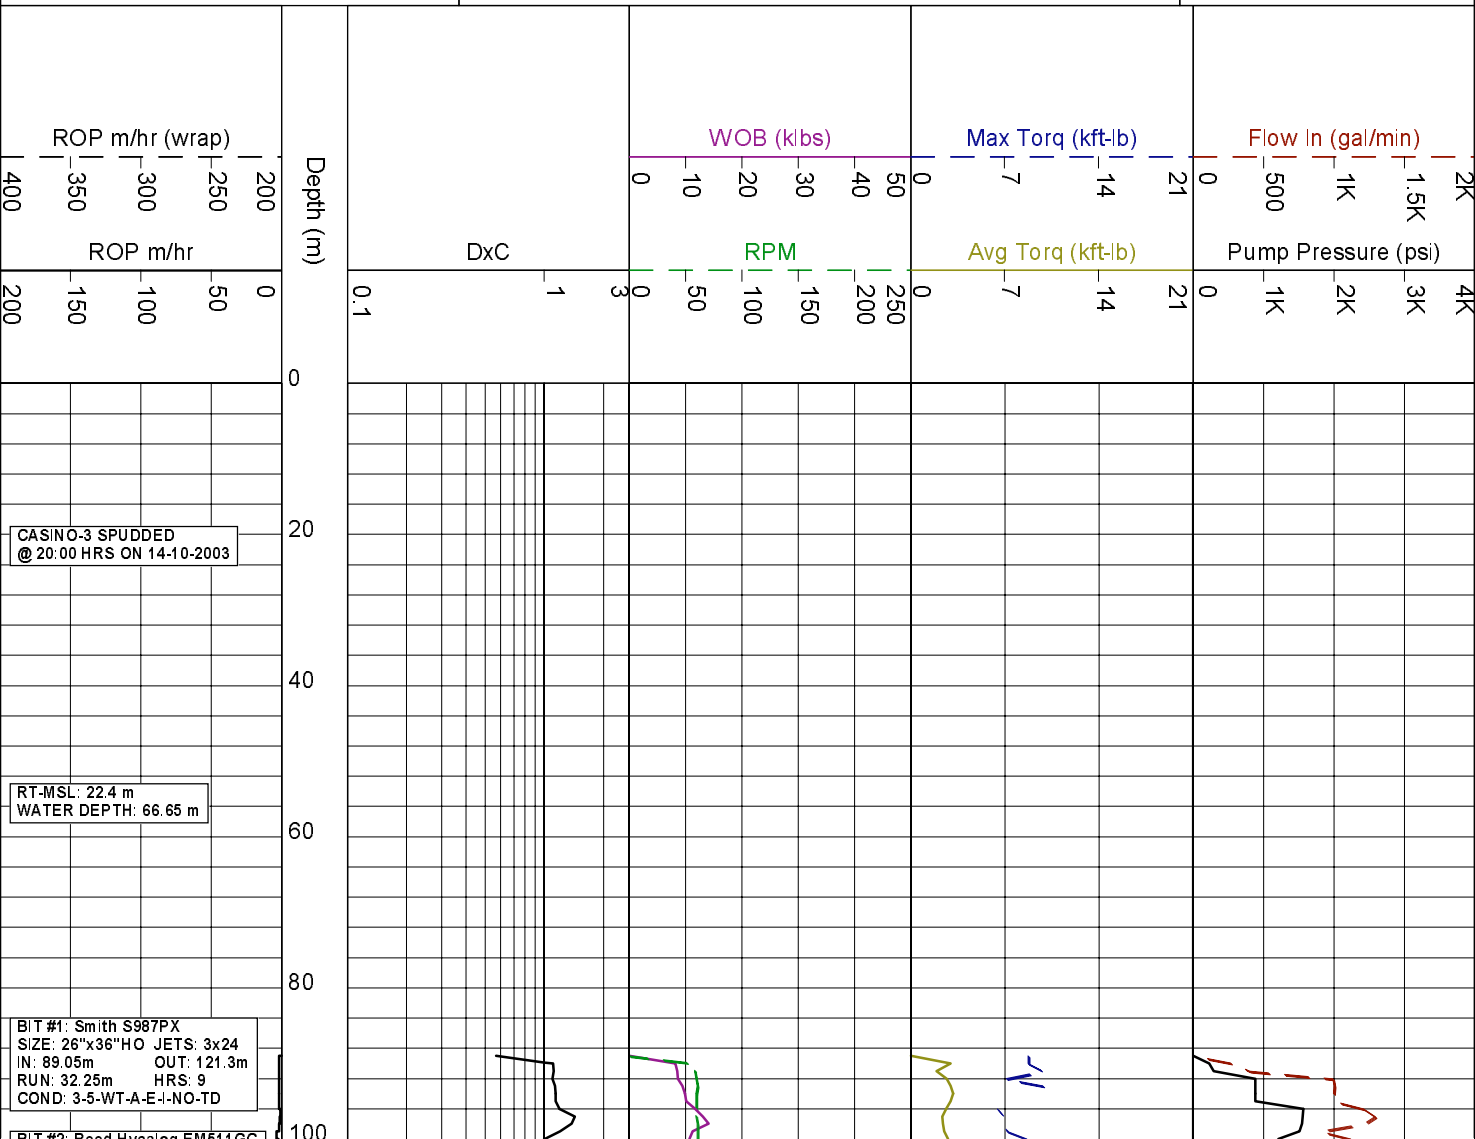 ROP m/hr (wrap)
400 350 300 250 200
ROP m/hr
200 150 100 50 0
Depth (m)
DxC
0.1 1 3
WOB (klbs)
0 10 20 30 40 50
RPM
0 50 100 150 200 250
Max Torq (kft-lb)
0 7 14 21
Avg Torq (kft-lb)
0 7 14 21
Flow In (gal/min)
0 500 1K 1.5K 2K
Pump Pressure (psi)
0 1K 2K 3K 4K
0
20
CASINO-3 SPUDDED
@ 20:00 HRS ON 14-10-2003
40
RT-MSL: 22.4 m
WATER DEPTH: 66.65 m
60
80
BIT #1: Smith S987PX
SIZE: 26"x36"HO JETS: 3x24
IN: 89.05m OUT: 121.3m
RUN: 32.25m HRS: 9
COND: 3-5-WT-A-E-I-NO-TD
100
BIT #2: Reed Hycalog EM511GC